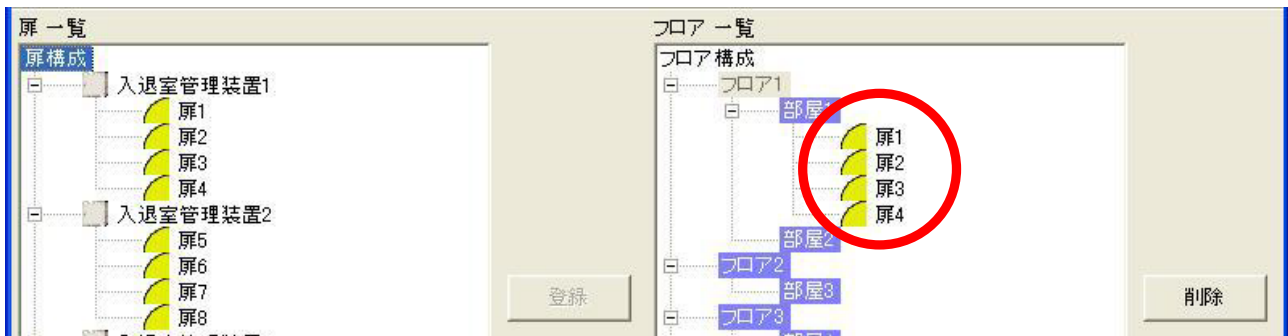 扉 一覧
扉構成
入退室管理装置1
扉1
扉2
扉3
扉4
入退室管理装置2
扉5
扉6
扉7
扉8
登録
フロア 一覧
フロア構成
フロア1
部屋1
扉1
扉2
扉3
扉4
部屋2
フロア2
部屋3
フロア3
削除